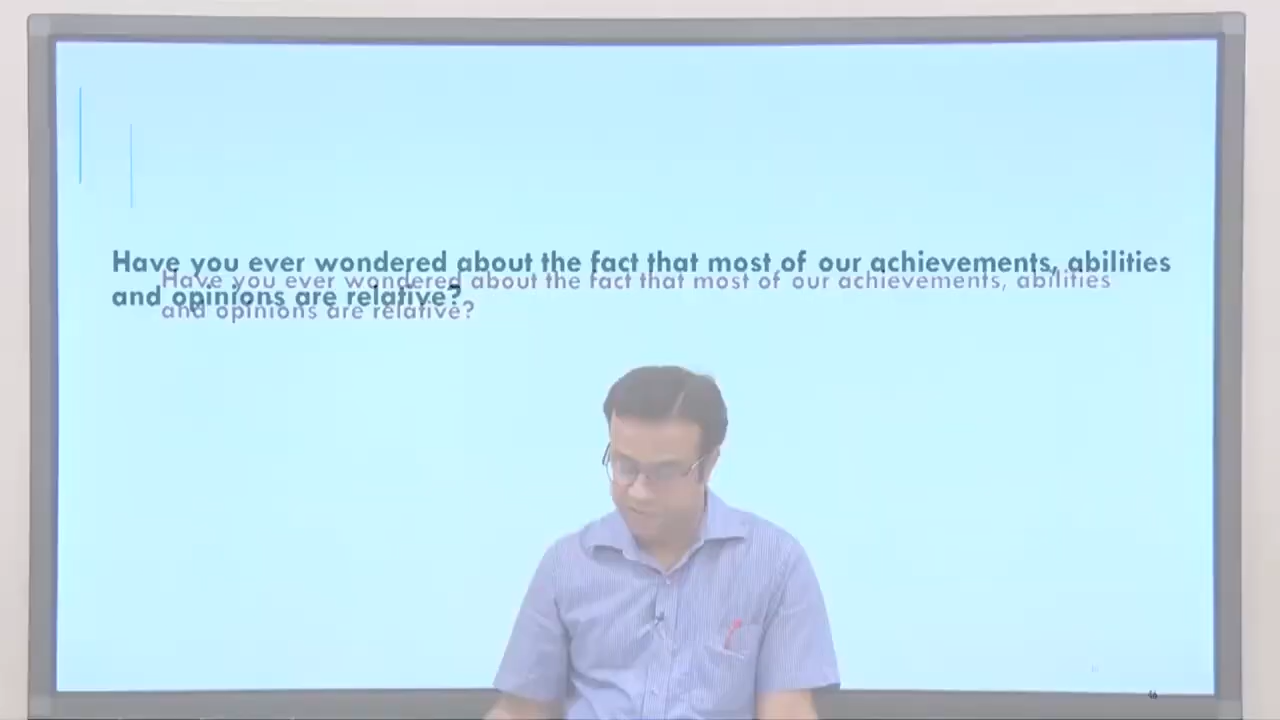 Have you ever wondered about the fact that most of our achievements, abilities
and opinions are relative?
Have you ever wondered about the fact that most of our achievements, abilities
and opinions are relative?
46